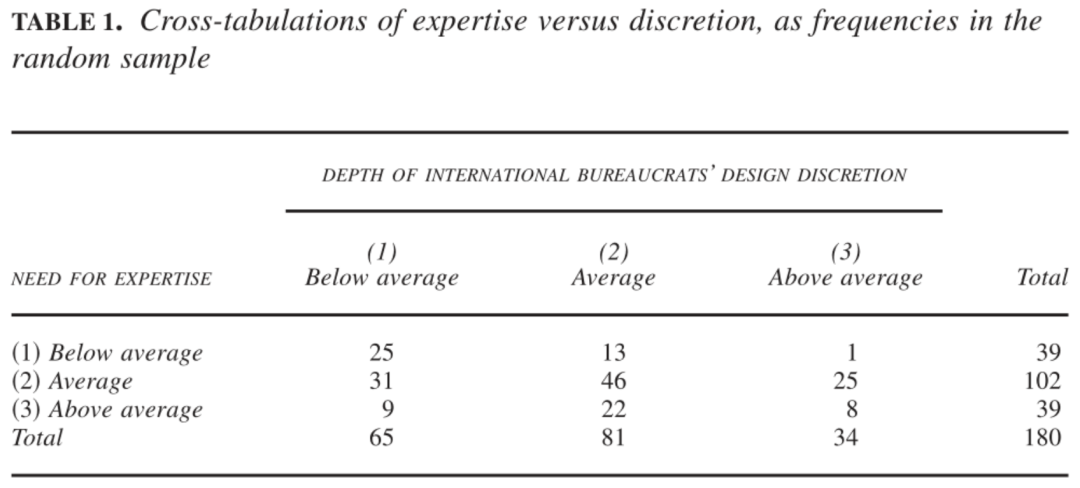 TABLE 1. Cross-tabulations of expertise versus discretion, as frequencies in the
random sample
DEPTH OF INTERNATIONAL BUREAUCRATS' DESIGN DISCRETION
(1) (2) (3)
NEED FOR EXPERTISE Below average Average Above average Total
(1) Below average 25 13 1 39
(2) Average 31 46 25 102
(3) Above average 9 22 8 39
Total 65 81 34 180